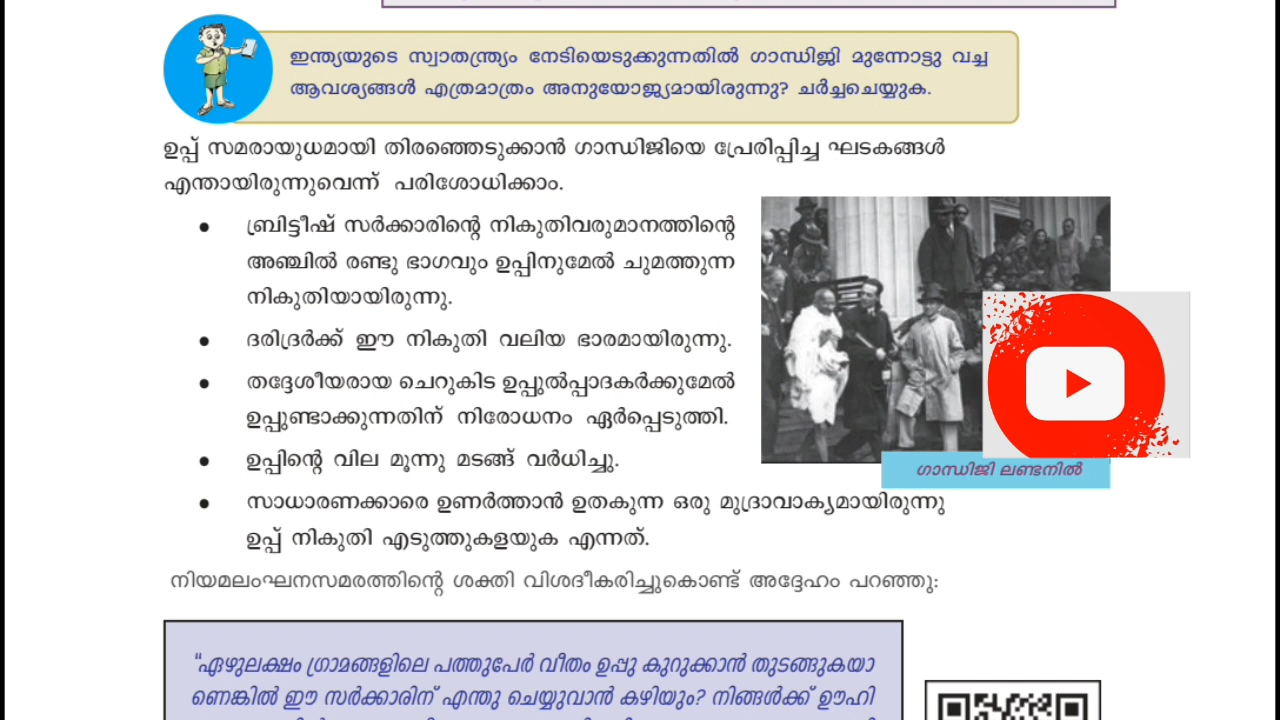 ഇന്ത്യയുടെ സ്വാതന്ത്ര്യം നേടിയെടുക്കുന്നതിൽ ഗാന്ധിജി മുന്നോട്ടു വച്ച
ആവശ്യങ്ങൾ എത്രമാത്രം അനുയോജ്യമായിരുന്നു? ചർച്ചചെയ്യുക.
ഉപ്പ് സമരായുധമായി തിരഞ്ഞെടുക്കാൻ ഗാന്ധിജിയെ പ്രേരിപ്പിച്ച ഘടകങ്ങൾ
എന്തായിരുന്നുവെന്ന് പരിശോധിക്കാം.
• ബ്രിട്ടീഷ് സർക്കാരിന്റെ നികുതിവരുമാനത്തിന്റെ
അഞ്ചിൽ രണ്ടു ഭാഗവും ഉപ്പിനുമേൽ ചുമത്തുന്ന
നികുതിയായിരുന്നു.
• ദരിദ്രർക്ക് ഈ നികുതി വലിയ ഭാരമായിരുന്നു.
• തദ്ദേശീയരായ ചെറുകിട ഉപ്പുൽപ്പാദകർക്കുമേൽ
ഉപ്പുണ്ടാക്കുന്നതിന് നിരോധനം ഏർപ്പെടുത്തി.
• ഉപ്പിന്റെ വില മൂന്നു മടങ്ങ് വർധിച്ചു.
ഗാന്ധിജി ലണ്ടനിൽ
• സാധാരണക്കാരെ ഉണർത്താൻ ഉതകുന്ന ഒരു മുദ്രാവാക്യമായിരുന്നു
ഉപ്പ് നികുതി എടുത്തുകളയുക എന്നത്.
നിയമലംഘനസമരത്തിന്റെ ശക്തി വിശദീകരിച്ചുകൊണ്ട് അദ്ദേഹം പറഞ്ഞു:
"ഏഴുലക്ഷം ഗ്രാമങ്ങളിലെ പത്തുപേർ വീതം ഉപ്പു കുറുക്കാൻ തുടങ്ങുകയാ
ണെങ്കിൽ ഈ സർക്കാരിന് എന്തു ചെയ്യുവാൻ കഴിയും? നിങ്ങൾക്ക് ഊഹി